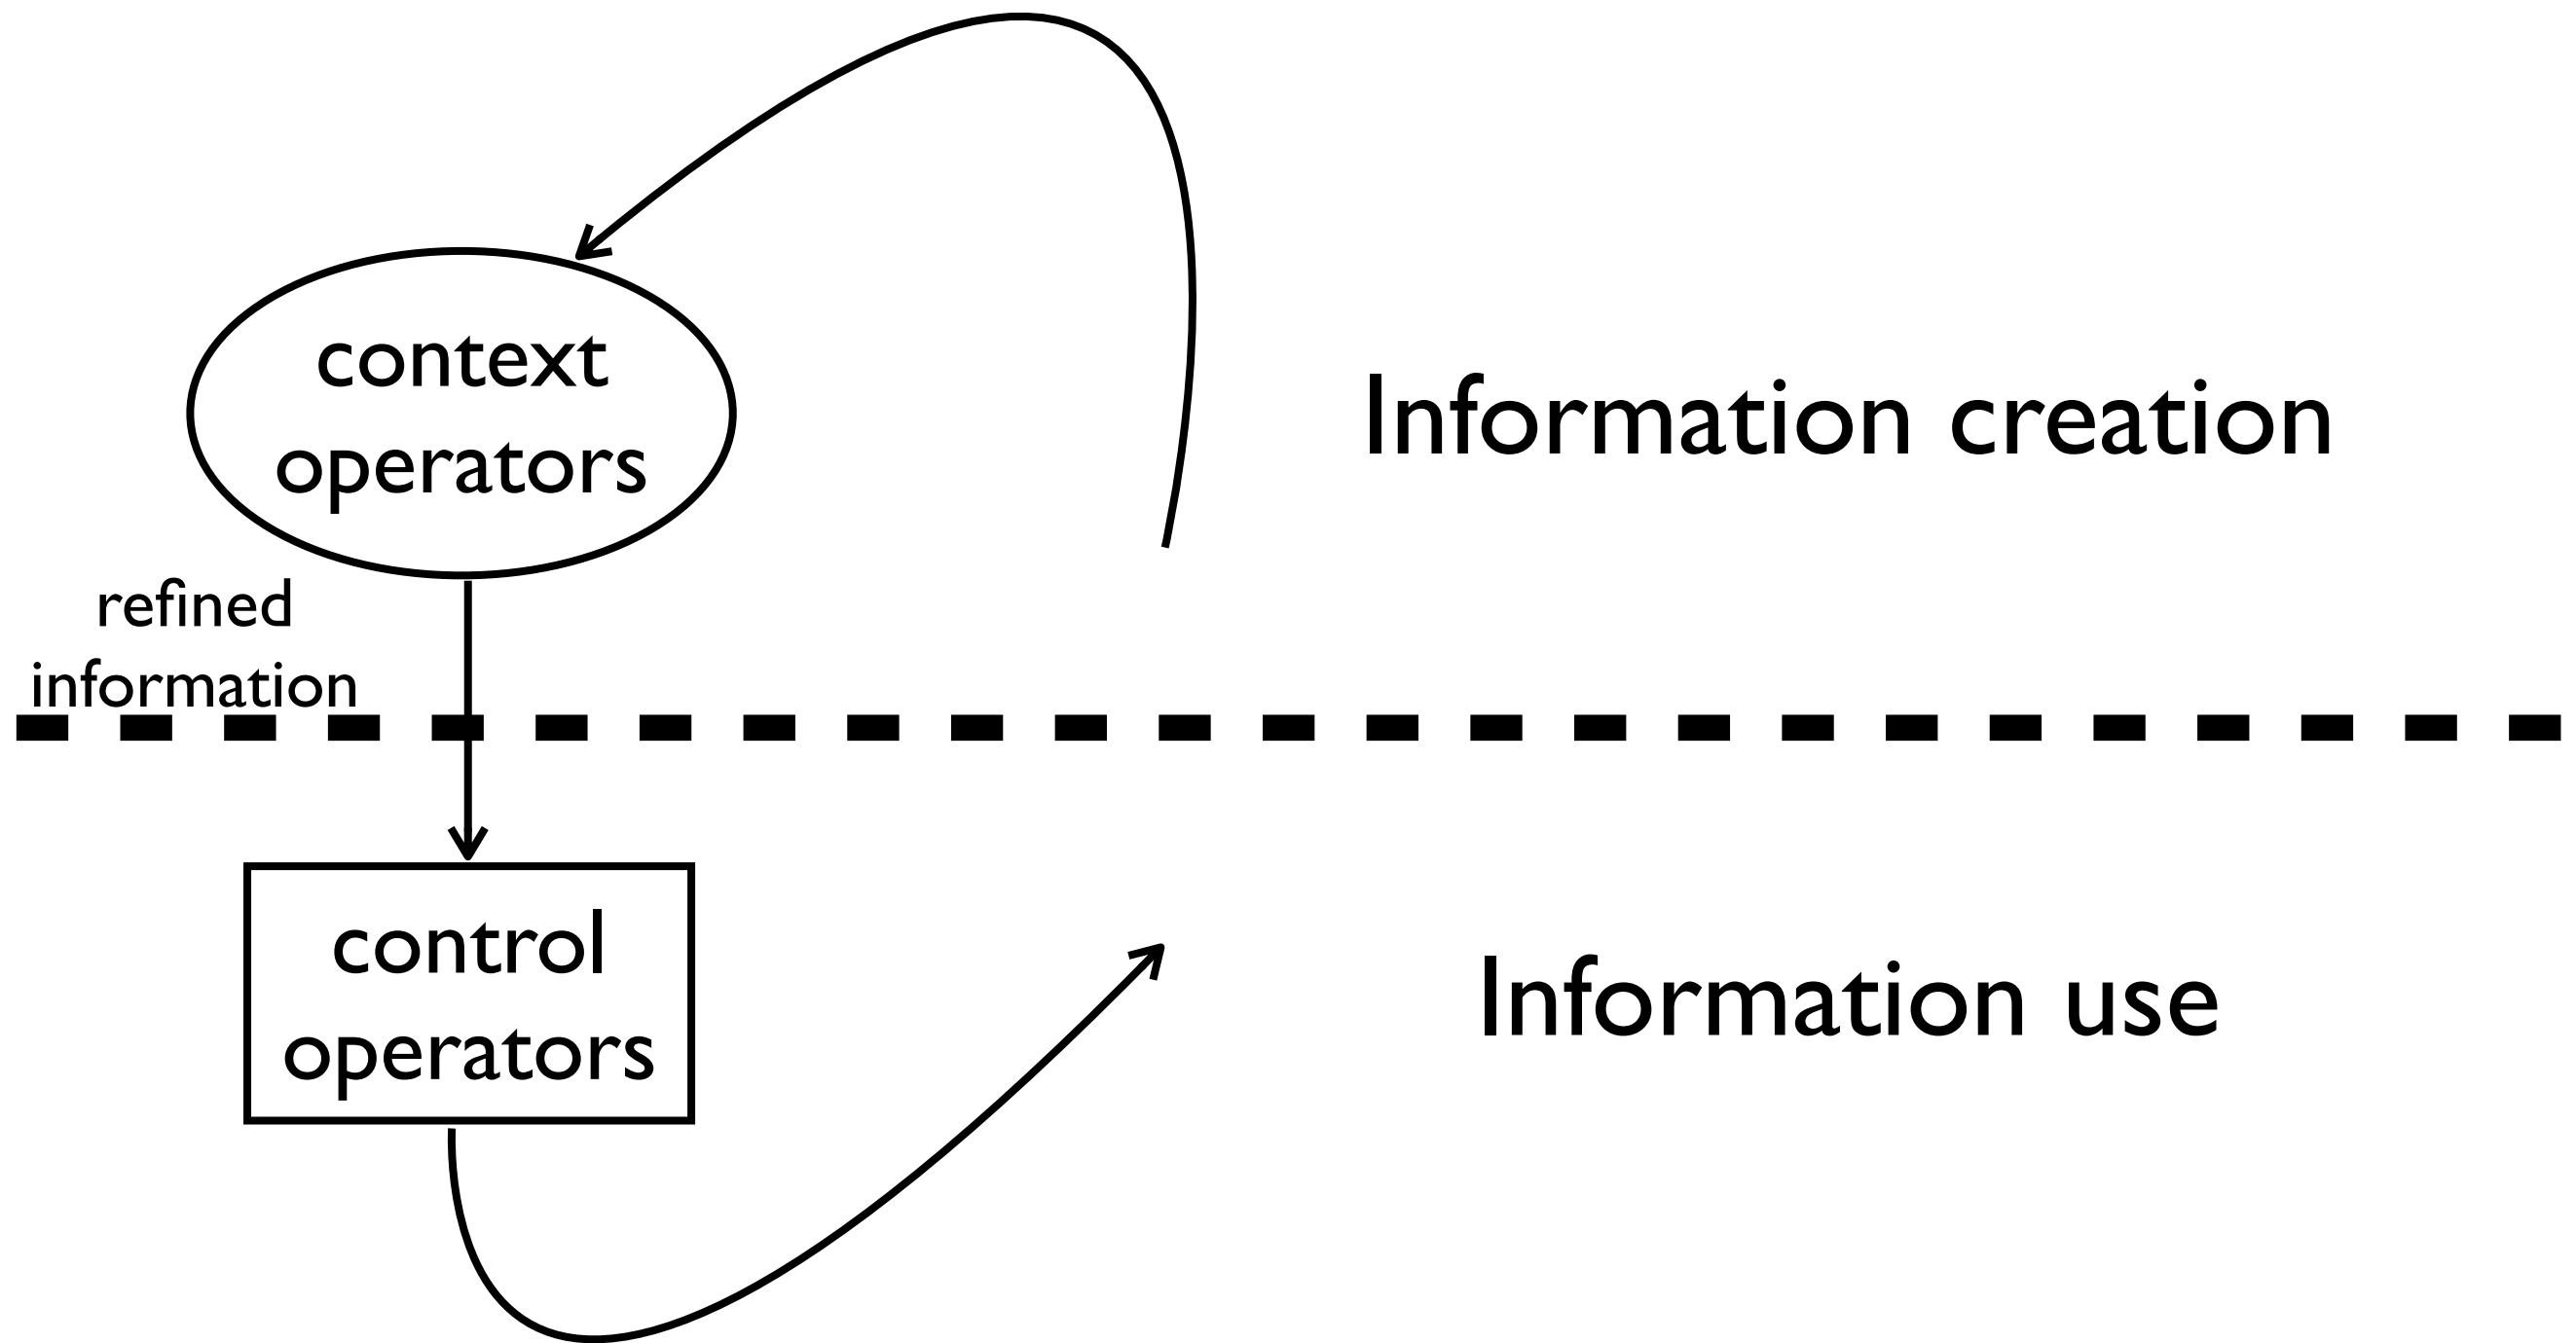 context
operators
Information creation
refined
information
control
operators
Information use